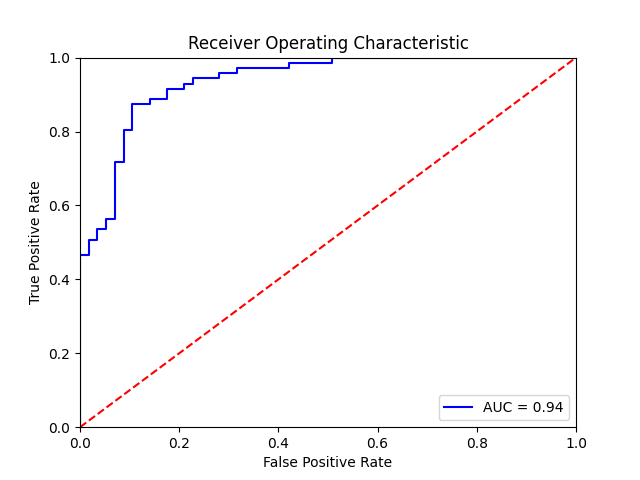 Receiver Operating Characteristic
True Positive Rate
1.0
0.8
0.6
0.4
0.2
0.0
AUC = 0.94
0.0 0.2 0.4 0.6 0.8 1.0
False Positive Rate